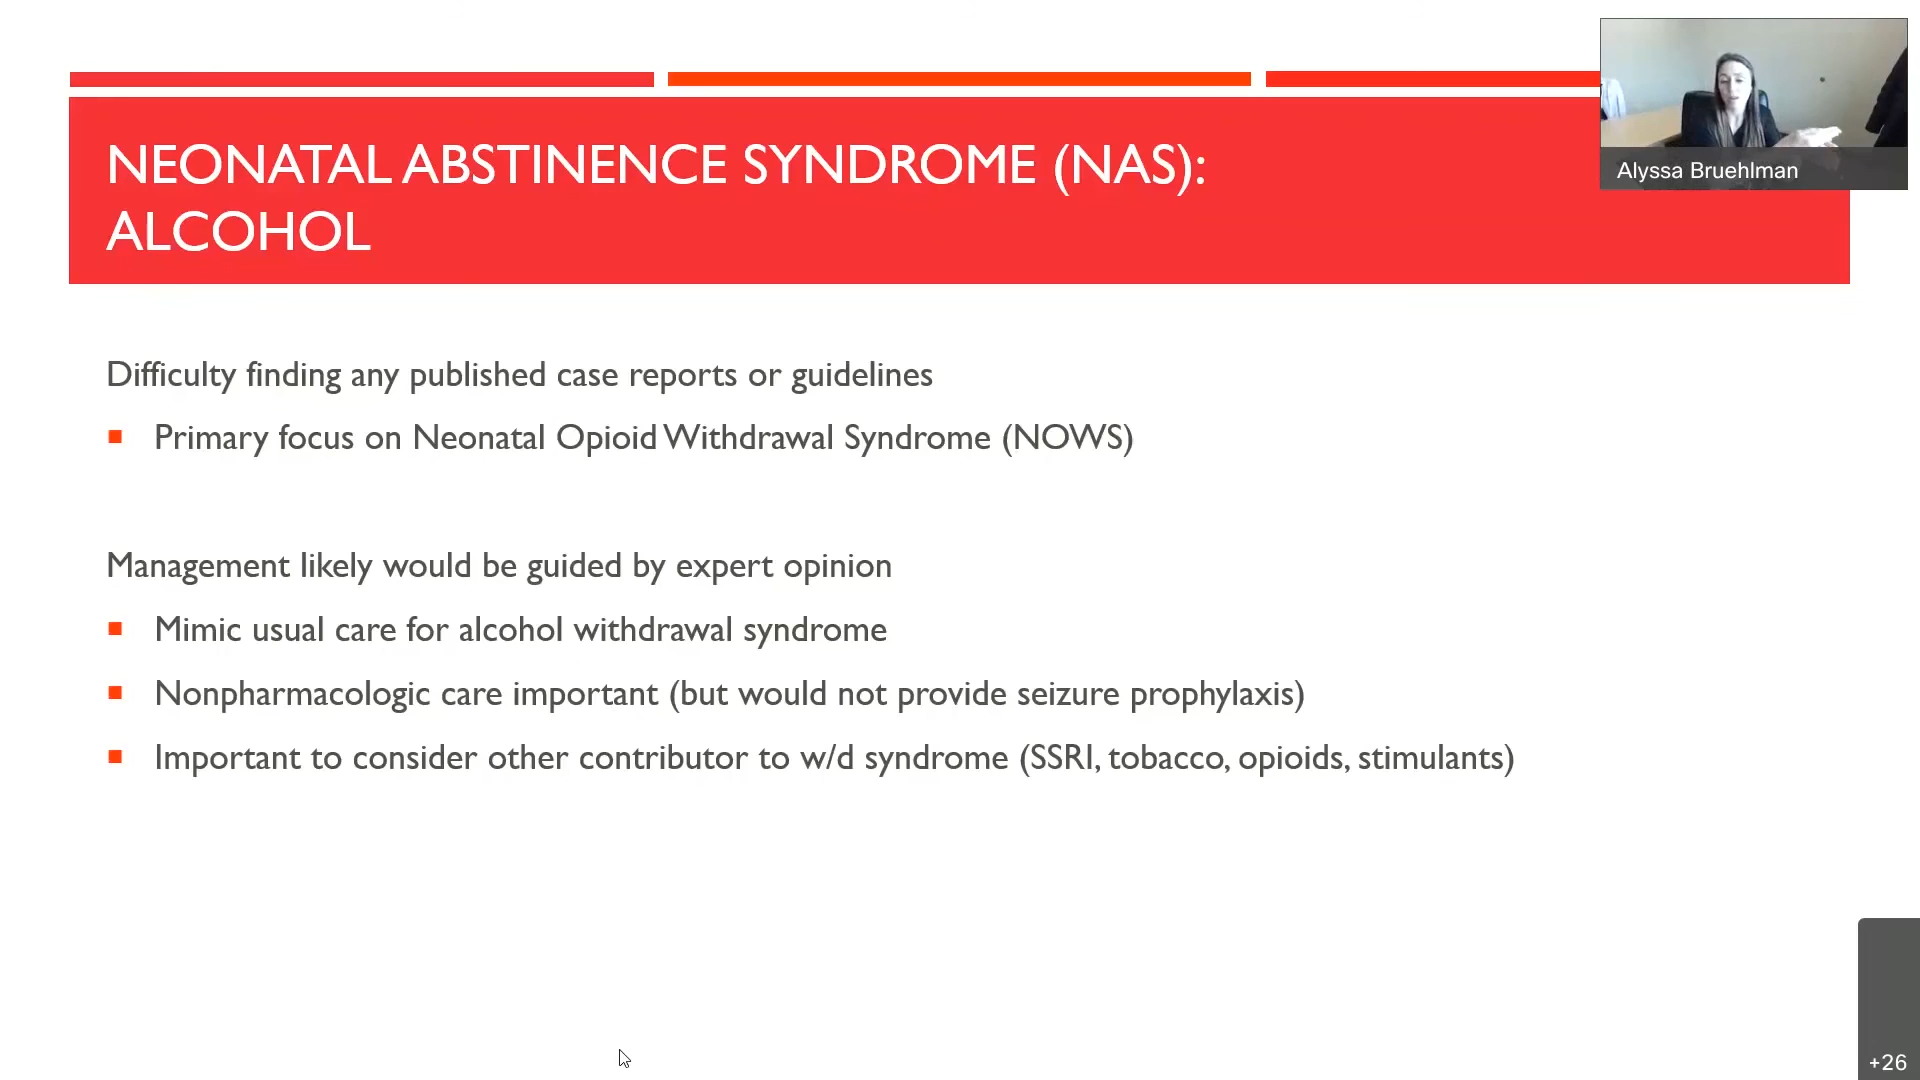 NEONATAL ABSTINENCE SYNDROME (NAS):
ALCOHOL
Alyssa Bruehlman
Difficulty finding any published case reports or guidelines
Primary focus on Neonatal Opioid Withdrawal Syndrome (NOWS)
Management likely would be guided by expert opinion
Mimic usual care for alcohol withdrawal syndrome
Nonpharmacologic care important (but would not provide seizure prophylaxis)
Important to consider other contributor to w/d syndrome (SSRI, tobacco, opioids, stimulants)
+26